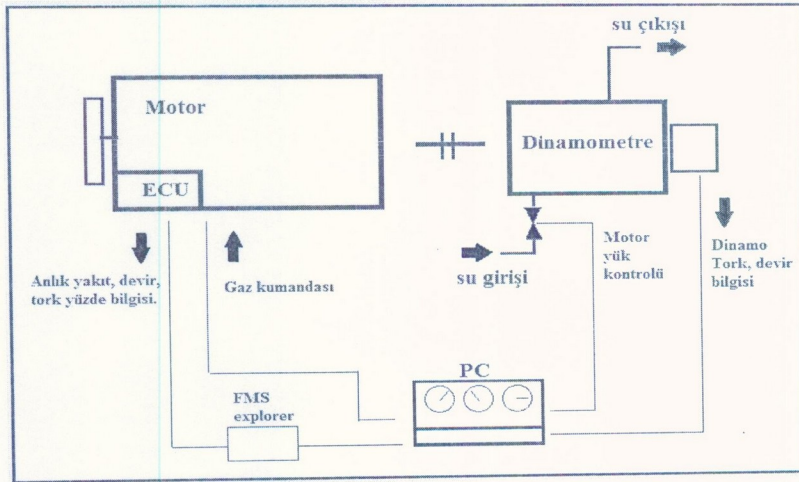 su çıkışı
Motor
Dinamometre
ECU
su girişi
Motor
yük
kontrolü
Dinamo
Tork, devir
bilgisi
Anlık yakıt, devir,
tork yüzde bilgisi.
Gaz kumandası
PC
FMS
explorer